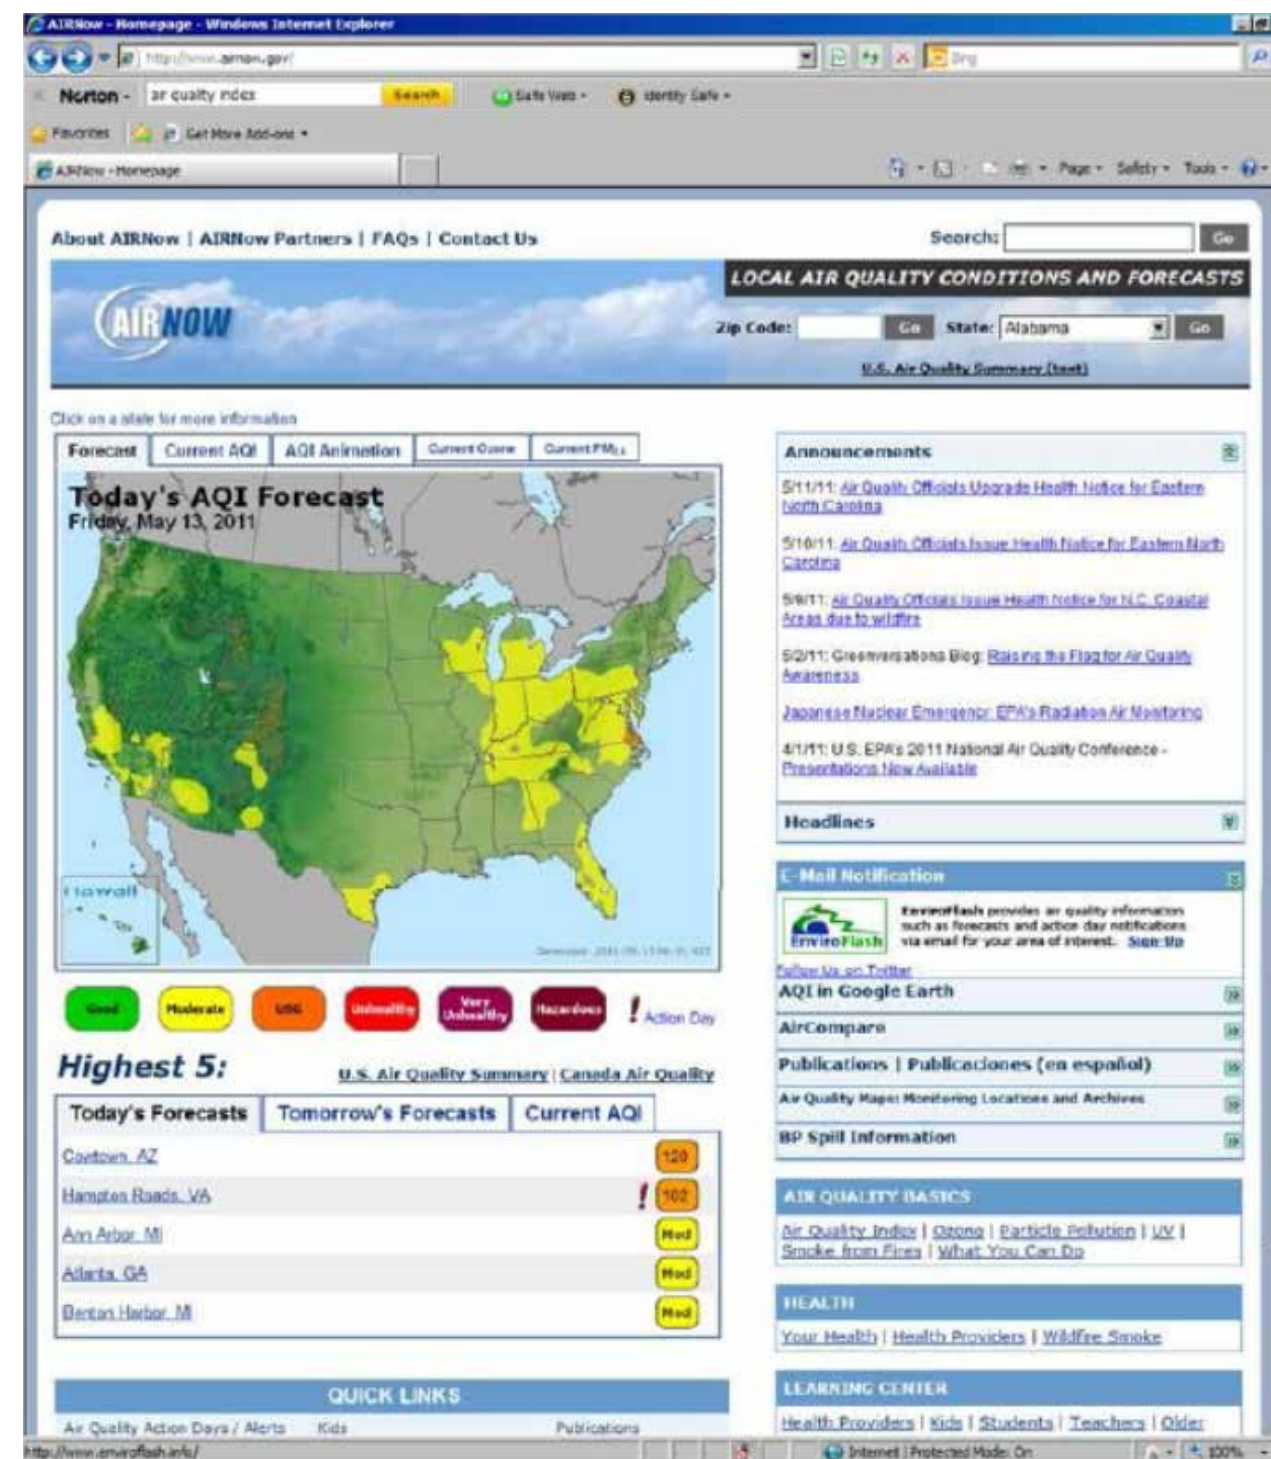 AIRNow - Homepage - Windows Internet Explorer
http://www.airnow.gov/
Bing
Norton -
air quality index
Search
Safe Web -
Identity Safe -
Favorites
Get More Add-ons
AIRNow - Homepage
Page
Safety
Tools
About AIRNow | AIRNow Partners | FAQs | Contact Us
Search:
Go
LOCAL AIR QUALITY CONDITIONS AND FORECASTS
AIRNOW
Zip Code:
Go
State:
Alabama
Go
U.S. Air Quality Summary (text)
Click on a state for more information
Forecast
Current AQI
AQI Animation
Current Ozone
Current PM2.5
Today's AQI Forecast
Friday, May 13, 2011
Hawaii
Good
Moderate
USG
Unhealthy
Very
Unhealthy
Hazardous
! Action Day
Highest 5:
U.S. Air Quality Summary | Canada Air Quality
Today's Forecasts
Tomorrow's Forecasts
Current AQI
Cowtown, AZ
120
Hampton Roads, VA
! 102
Ann Arbor, MI
Mod
Atlanta, GA
Mod
Benton Harbor, MI
Mod
QUICK LINKS
Air Quality Action Days / Alerts
Kids
Publications
Announcements
5/11/11: Air Quality Officials Upgrade Health Notice for Eastern
North Carolina
5/10/11: Air Quality Officials Issue Health Notice for Eastern North
Carolina
5/9/11: Air Quality Officials Issue Health Notice for N.C. Coastal
Areas due to wildfire
5/2/11: Greenversations Blog: Raising the Flag for Air Quality
Awareness
Japanese Nuclear Emergency: EPA's Radiation Air Monitoring
4/1/11: U.S. EPA's 2011 National Air Quality Conference -
Presentations Now Available
Headlines
E-Mail Notification
EnviroFlash
EnviroFlash provides air quality information
such as forecasts and action day notifications
via email for your area of interest. Sign-Up
Follow Us on Twitter
AQI in Google Earth
AirCompare
Publications | Publicaciones (en español)
Air Quality Maps: Monitoring Locations and Archives
BP Spill Information
AIR QUALITY BASICS
Air Quality Index | Ozone | Particle Pollution | UV |
Smoke from Fires | What You Can Do
HEALTH
Your Health | Health Providers | Wildfire Smoke
LEARNING CENTER
Health Providers | Kids | Students | Teachers | Older
http://www.enviroflash.info/
Internet | Protected Mode: On
100%